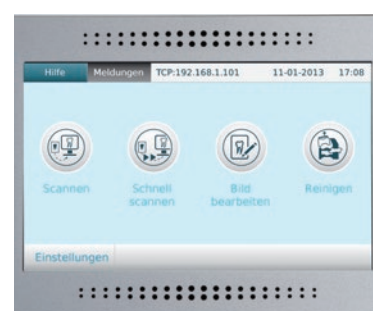 Hilfe Meldungen TCP:192.168.1.101 11-01-2013 17:08
Scannen Schnell scannen Bild bearbeiten Reinigen
Einstellungen